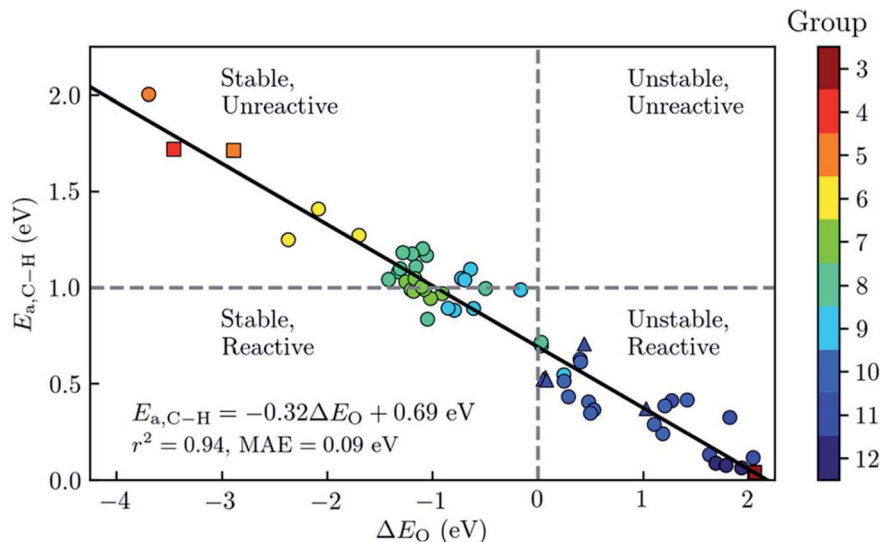 Group
Stable,
Unreactive
Unstable,
Unreactive
Stable,
Reactive
Unstable,
Reactive
E_{a,C−H} = −0.32ΔE_O + 0.69 eV
r² = 0.94, MAE = 0.09 eV
E_{a,C−H} (eV)
2.0
1.5
1.0
0.5
0.0
−4
−3
−2
−1
0
1
2
ΔE_O (eV)
3
4
5
6
7
8
9
10
11
12